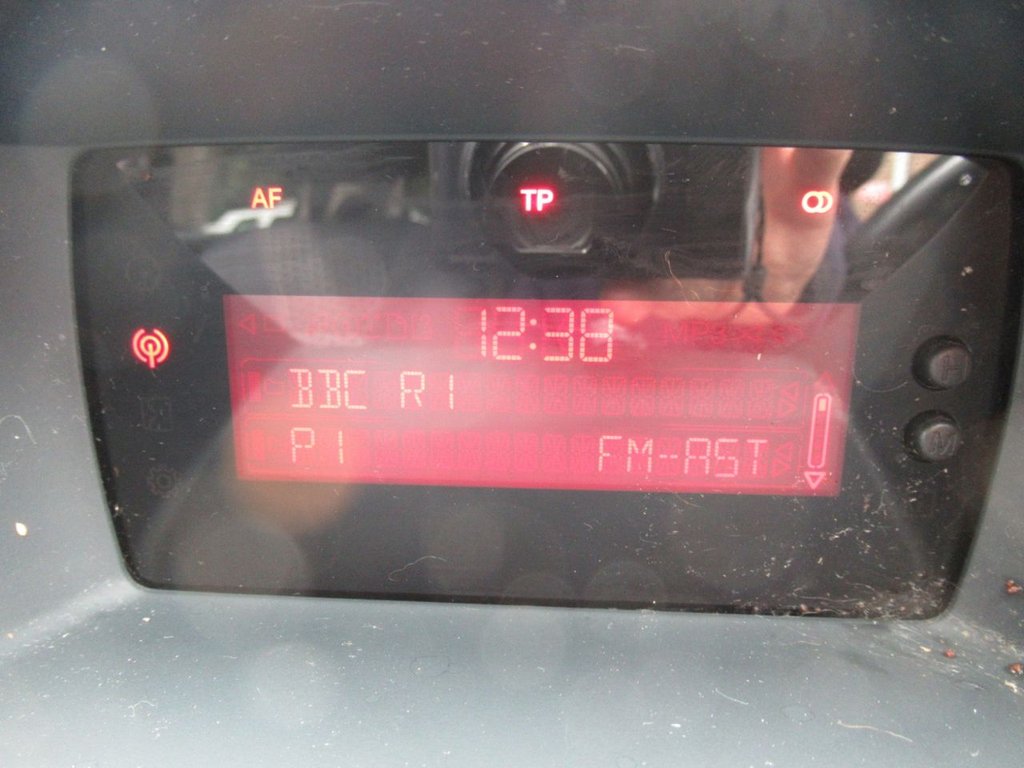 AF TP
12:38
BBC R1
P1 FM--AST
H
M